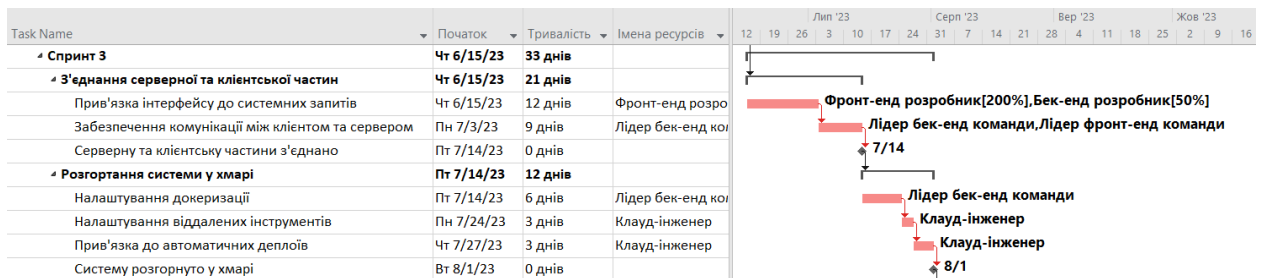 Лип '23 Серп '23 Вер '23 Жов '23
Task Name Початок Тривалість Імена ресурсів 12 19 26 3 10 17 24 31 7 14 21 28 4 11 18 25 2 9 16
Спринт 3 Чт 6/15/23 33 днів
З'єднання серверної та клієнтської частин Чт 6/15/23 21 днів
Прив'язка інтерфейсу до системних запитів Чт 6/15/23 12 днів Фронт-енд розро Фронт-енд розробник[200%],Бек-енд розробник[50%]
Забезпечення комунікації між клієнтом та сервером Пн 7/3/23 9 днів Лідер бек-енд ко Лідер бек-енд команди,Лідер фронт-енд команди
Серверну та клієнтську частини з'єднано Пт 7/14/23 0 днів 7/14
Розгортання системи у хмарі Пт 7/14/23 12 днів
Налаштування докеризації Пт 7/14/23 6 днів Лідер бек-енд ко Лідер бек-енд команди
Налаштування віддалених інструментів Пн 7/24/23 3 днів Клауд-інженер Клауд-інженер
Прив'язка до автоматичних деплоїв Чт 7/27/23 3 днів Клауд-інженер Клауд-інженер
Систему розгорнуто у хмарі Вт 8/1/23 0 днів 8/1